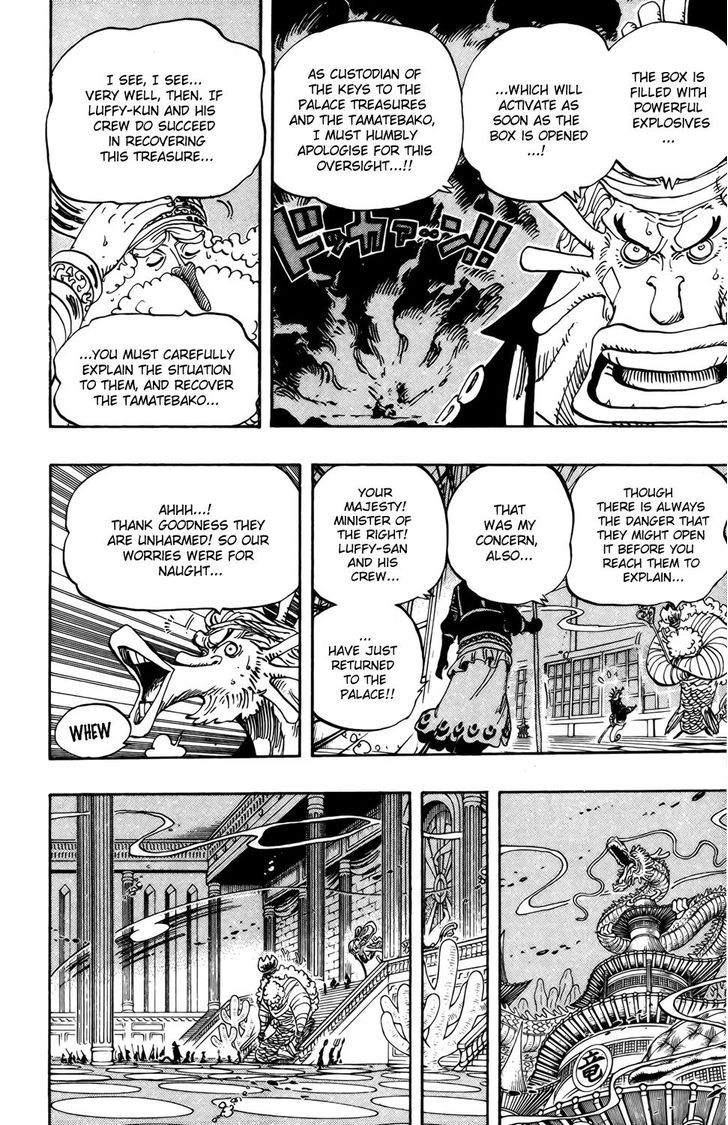 THE BOX IS
FILLED WITH
POWERFUL
EXPLOSIVES
...
...WHICH WILL
ACTIVATE AS
SOON AS THE
BOX IS OPENED
...!
AS CUSTODIAN
OF THE KEYS TO THE
PALACE TREASURES
AND THE TAMATEBAKO,
I MUST HUMBLY
APOLOGISE FOR THIS
OVERSIGHT...!!
ドッカァ…ン!!
I SEE, I SEE...
VERY WELL, THEN. IF
LUFFY-KUN AND HIS
CREW DO SUCCEED
IN RECOVERING
THIS TREASURE...
...YOU MUST CAREFULLY
EXPLAIN THE SITUATION
TO THEM, AND RECOVER
THE TAMATEBAKO...
THOUGH
THERE IS ALWAYS
THE DANGER THAT
THEY MIGHT OPEN
IT BEFORE YOU
REACH THEM TO
EXPLAIN...
THAT
WAS MY
CONCERN,
ALSO...
YOUR
MAJESTY!
MINISTER OF
THE RIGHT!
LUFFY-SAN
AND HIS
CREW...
...
HAVE JUST
RETURNED
TO THE
PALACE!!
AHHH...!
THANK GOODNESS THEY
ARE UNHARMED! SO OUR
WORRIES WERE FOR
NAUGHT...
WHEW
竜